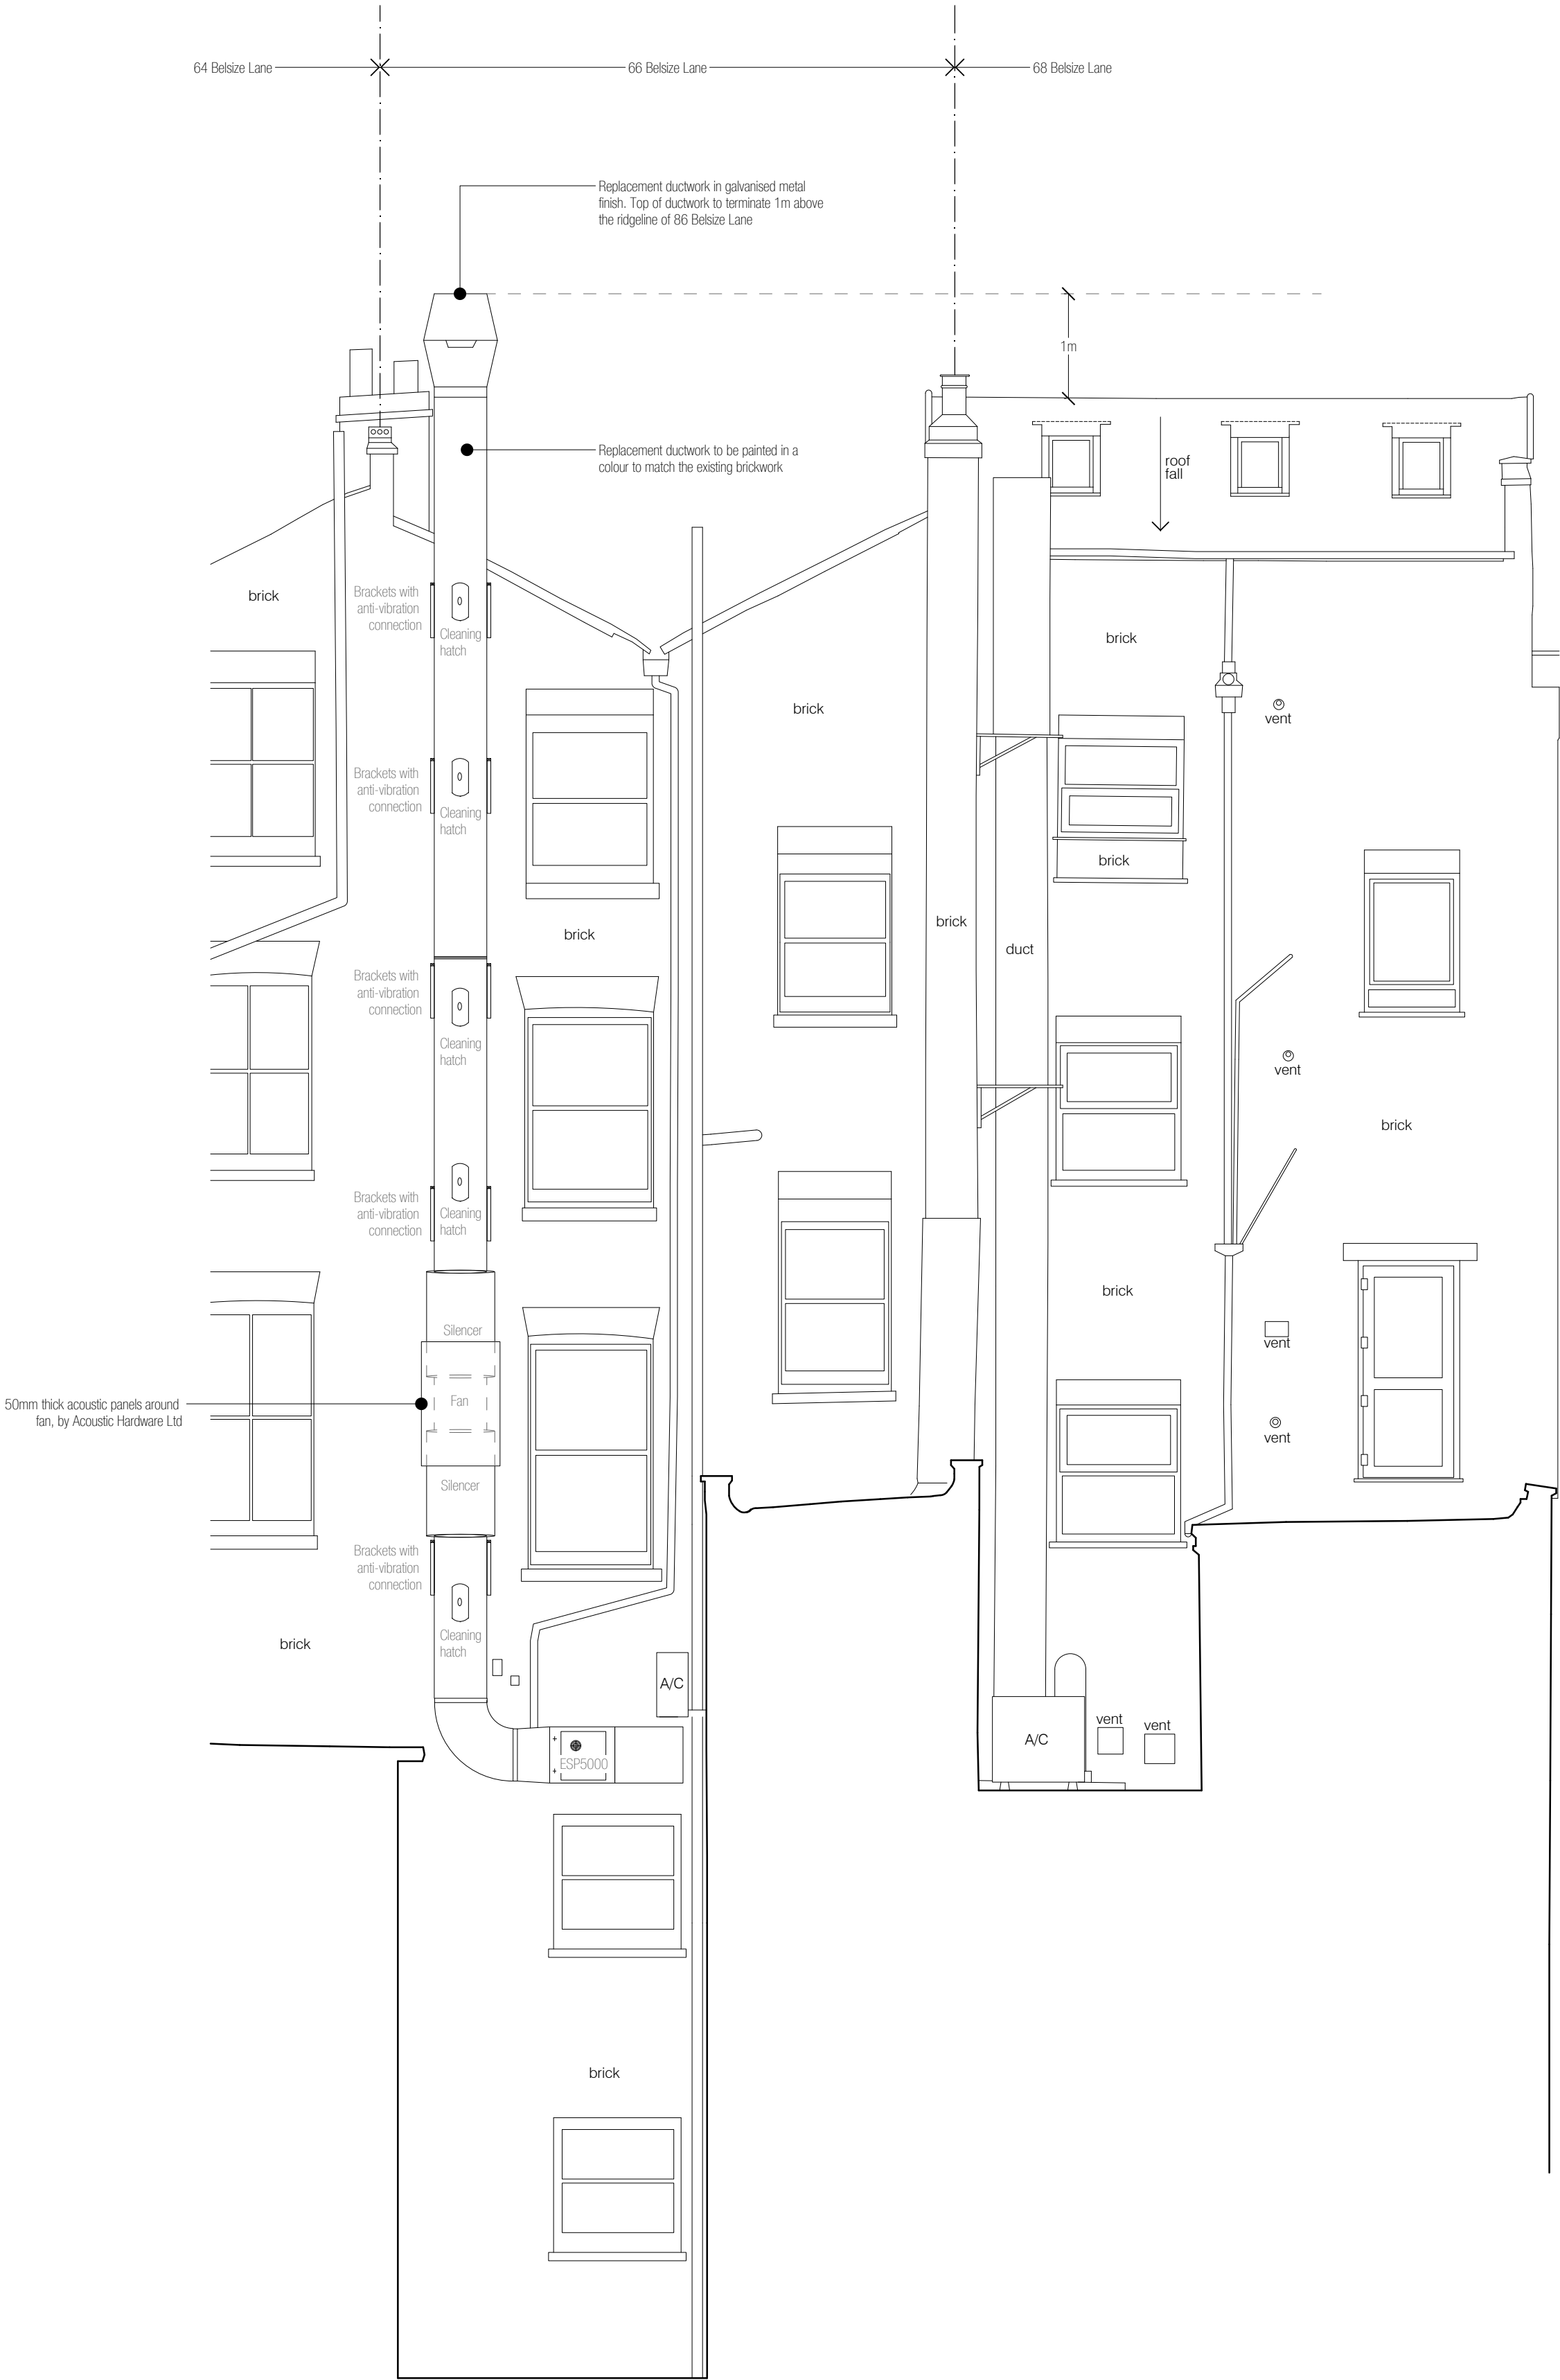 64 Belsize Lane
66 Belsize Lane
68 Belsize Lane
Replacement ductwork in galvanised metal
finish. Top of ductwork to terminate 1m above
the ridgeline of 86 Belsize Lane
1m
Replacement ductwork to be painted in a
colour to match the existing brickwork
roof
fall
brick
Brackets with
anti-vibration
connection
Cleaning
hatch
brick
brick
vent
Brackets with
anti-vibration
connection
Cleaning
hatch
brick
brick
brick
duct
Brackets with
anti-vibration
connection
Cleaning
hatch
vent
brick
Brackets with
anti-vibration
connection
Cleaning
hatch
brick
Silencer
vent
50mm thick acoustic panels around
fan, by Acoustic Hardware Ltd
Fan
vent
Silencer
Brackets with
anti-vibration
connection
Cleaning
hatch
brick
A/C
vent
vent
A/C
ESP5000
brick